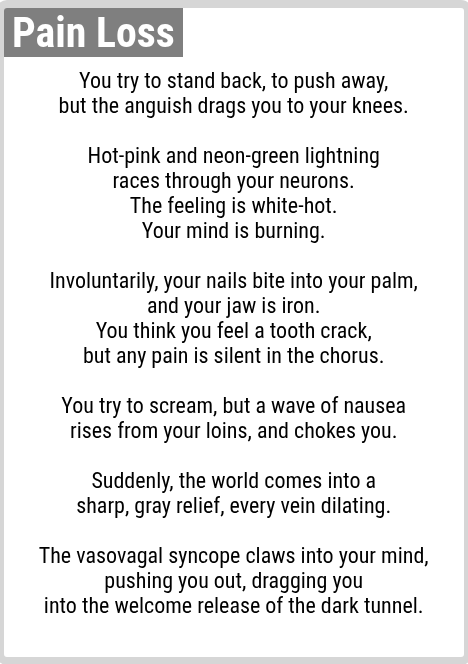 Pain Loss
You try to stand back, to push away,
but the anguish drags you to your knees.
Hot-pink and neon-green lightning
races through your neurons.
The feeling is white-hot.
Your mind is burning.
Involuntarily, your nails bite into your palm,
and your jaw is iron.
You think you feel a tooth crack,
but any pain is silent in the chorus.
You try to scream, but a wave of nausea
rises from your loins, and chokes you.
Suddenly, the world comes into a
sharp, gray relief, every vein dilating.
The vasovagal syncope claws into your mind,
pushing you out, dragging you
into the welcome release of the dark tunnel.